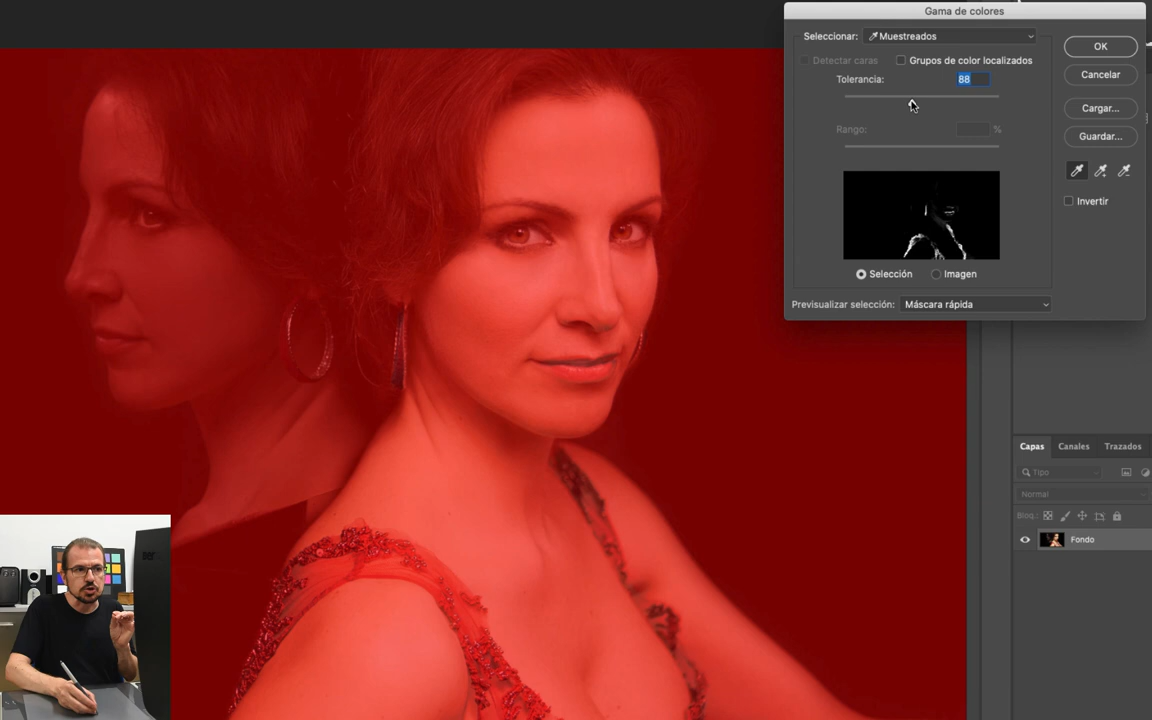 Gama de colores
Seleccionar: Muestreados
OK
Detectar caras
Grupos de color localizados
Tolerancia: 88
Cancelar
Cargar...
Rango: %
Guardar...
Invertir
Selección
Imagen
Previsualizar selección: Máscara rápida
Capas
Canales
Trazados
Tipo
Normal
Bloq.:
Fondo